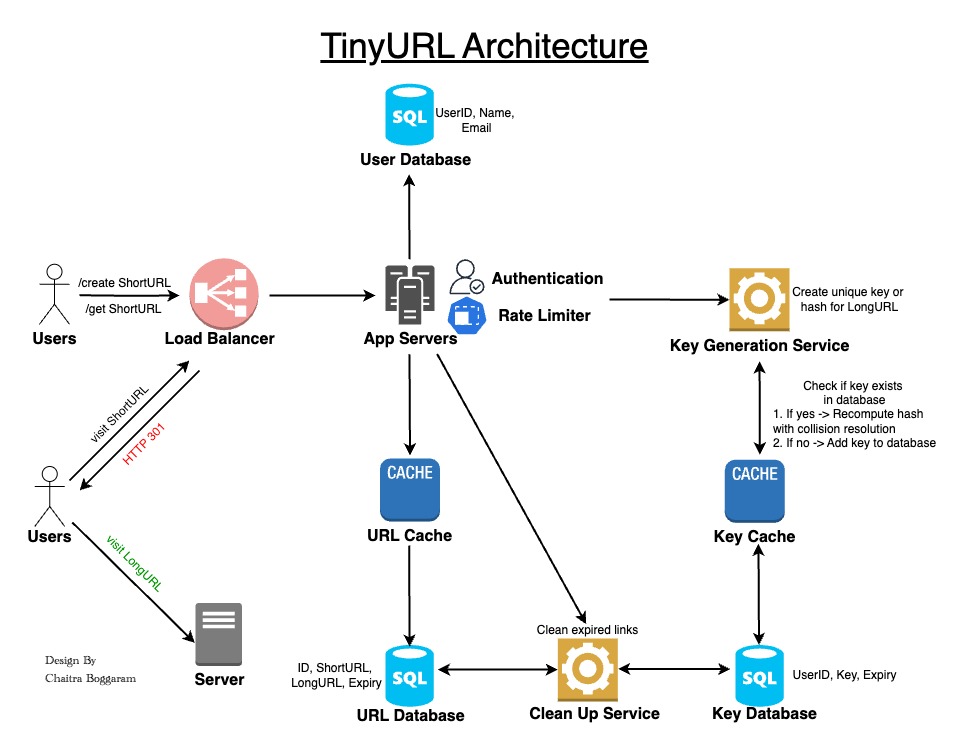 TinyURL Architecture
SQL
UserID, Name,
Email
User Database
/create ShortURL
/get ShortURL
Users
Load Balancer
App Servers
Authentication
Rate Limiter
Create unique key or
hash for LongURL
Key Generation Service
visit ShortURL
HTTP 301
Check if key exists
in database
1. If yes -> Recompute hash
with collision resolution
2. If no -> Add key to database
CACHE
URL Cache
CACHE
Key Cache
Users
visit LongURL
Server
Design By
Chaitra Boggaram
Clean expired links
ID, ShortURL,
LongURL, Expiry
SQL
URL Database
Clean Up Service
SQL
UserID, Key, Expiry
Key Database